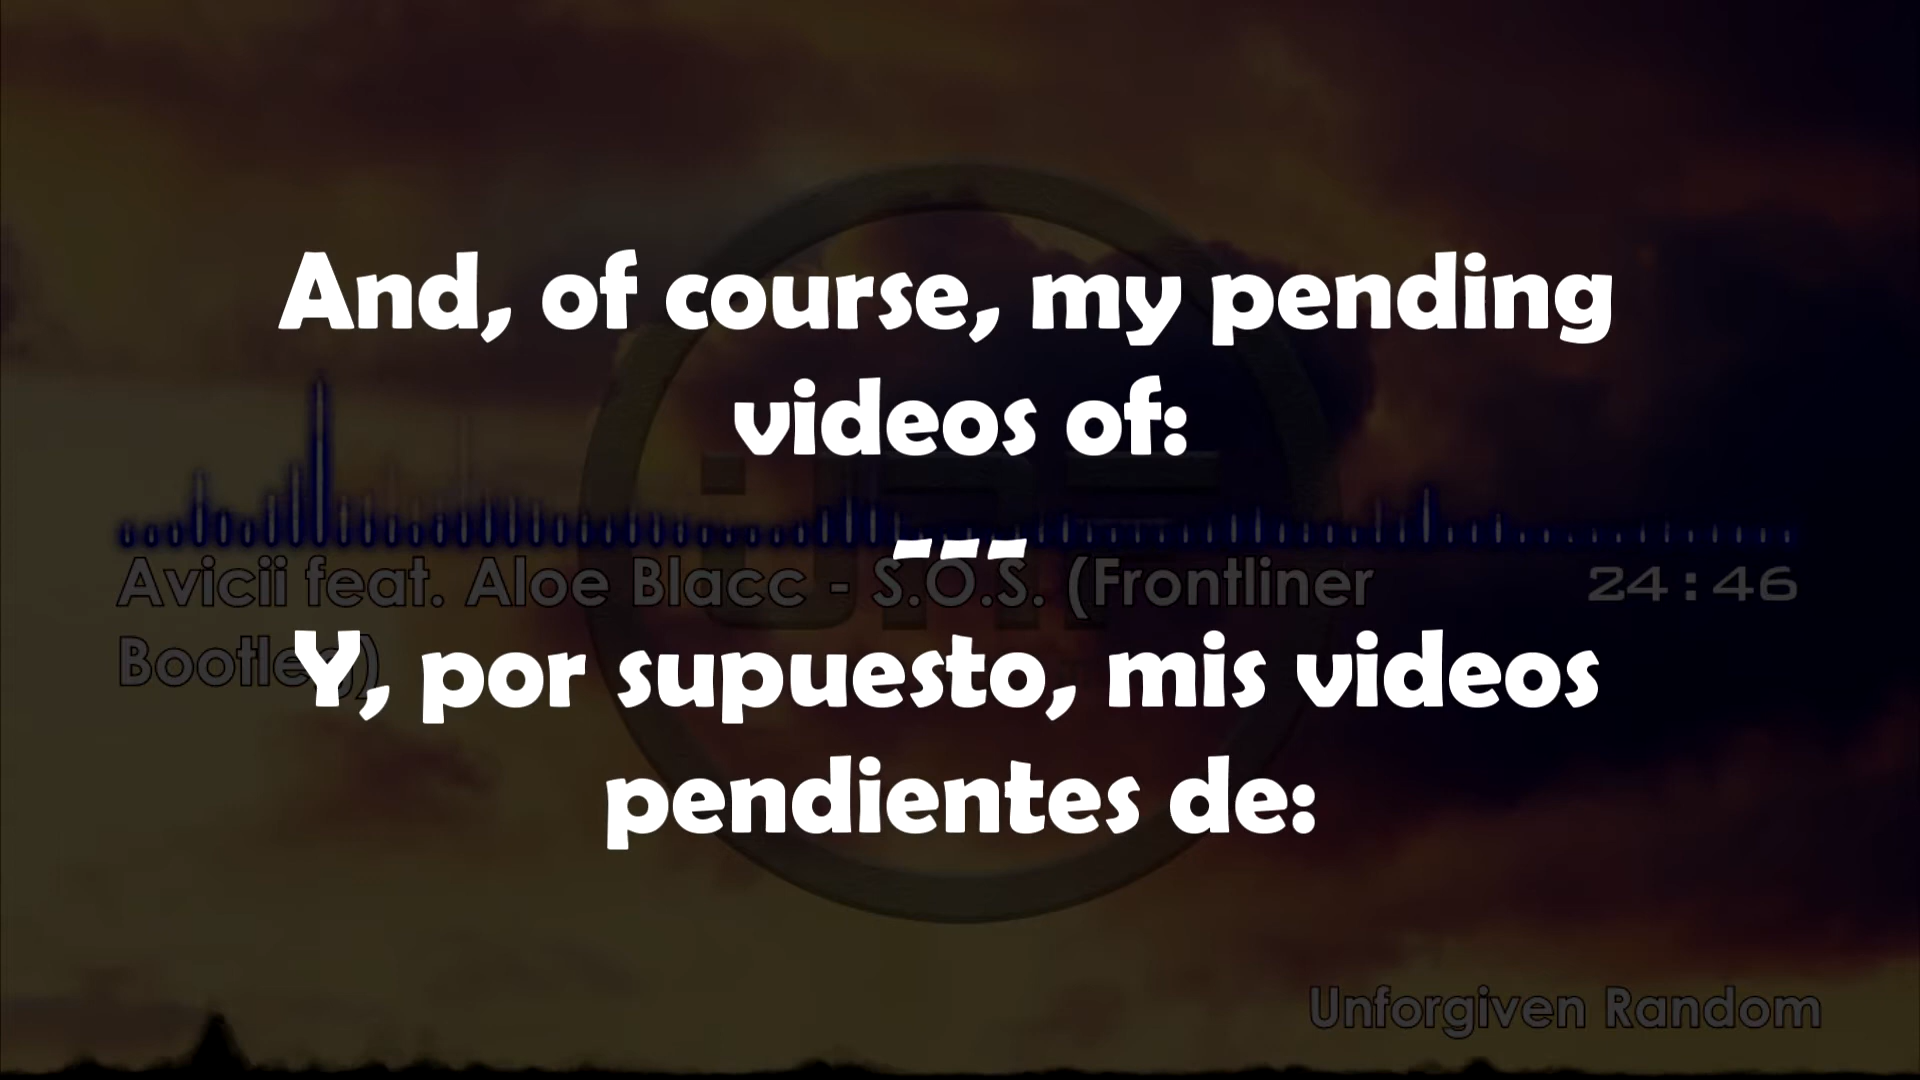 And, of course, my pending
videos of:
---
Avicii feat. Aloe Blacc - S.O.S. (Frontliner
Bootleg)
24:46
Y, por supuesto, mis videos
pendientes de:
Unforgiven Random